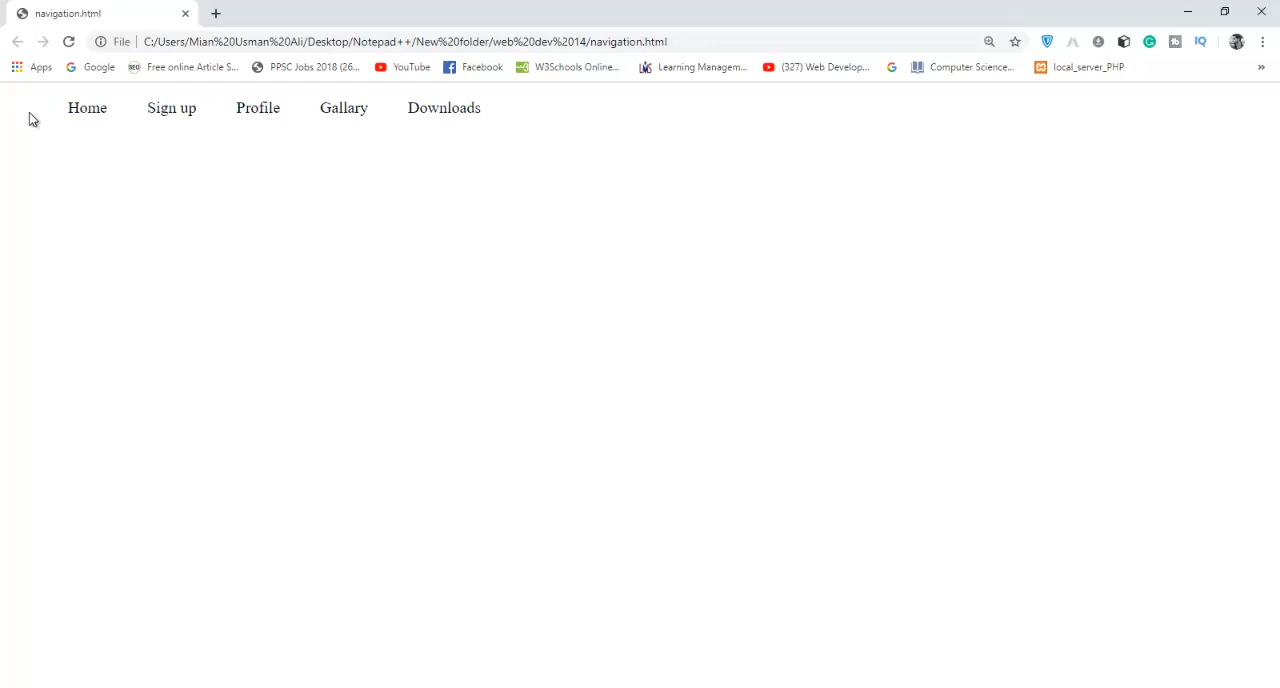 navigation.html
File C:/Users/Mian%20Usman%20Ali/Desktop/Notepad++/New%20folder/web%20dev%2014/navigation.html
Apps Google Free online Article S... PPSC Jobs 2018 (26... YouTube Facebook W3Schools Online... Learning Managem... (327) Web Develop... Computer Science... local_server_PHP »
Home Sign up Profile Gallary Downloads